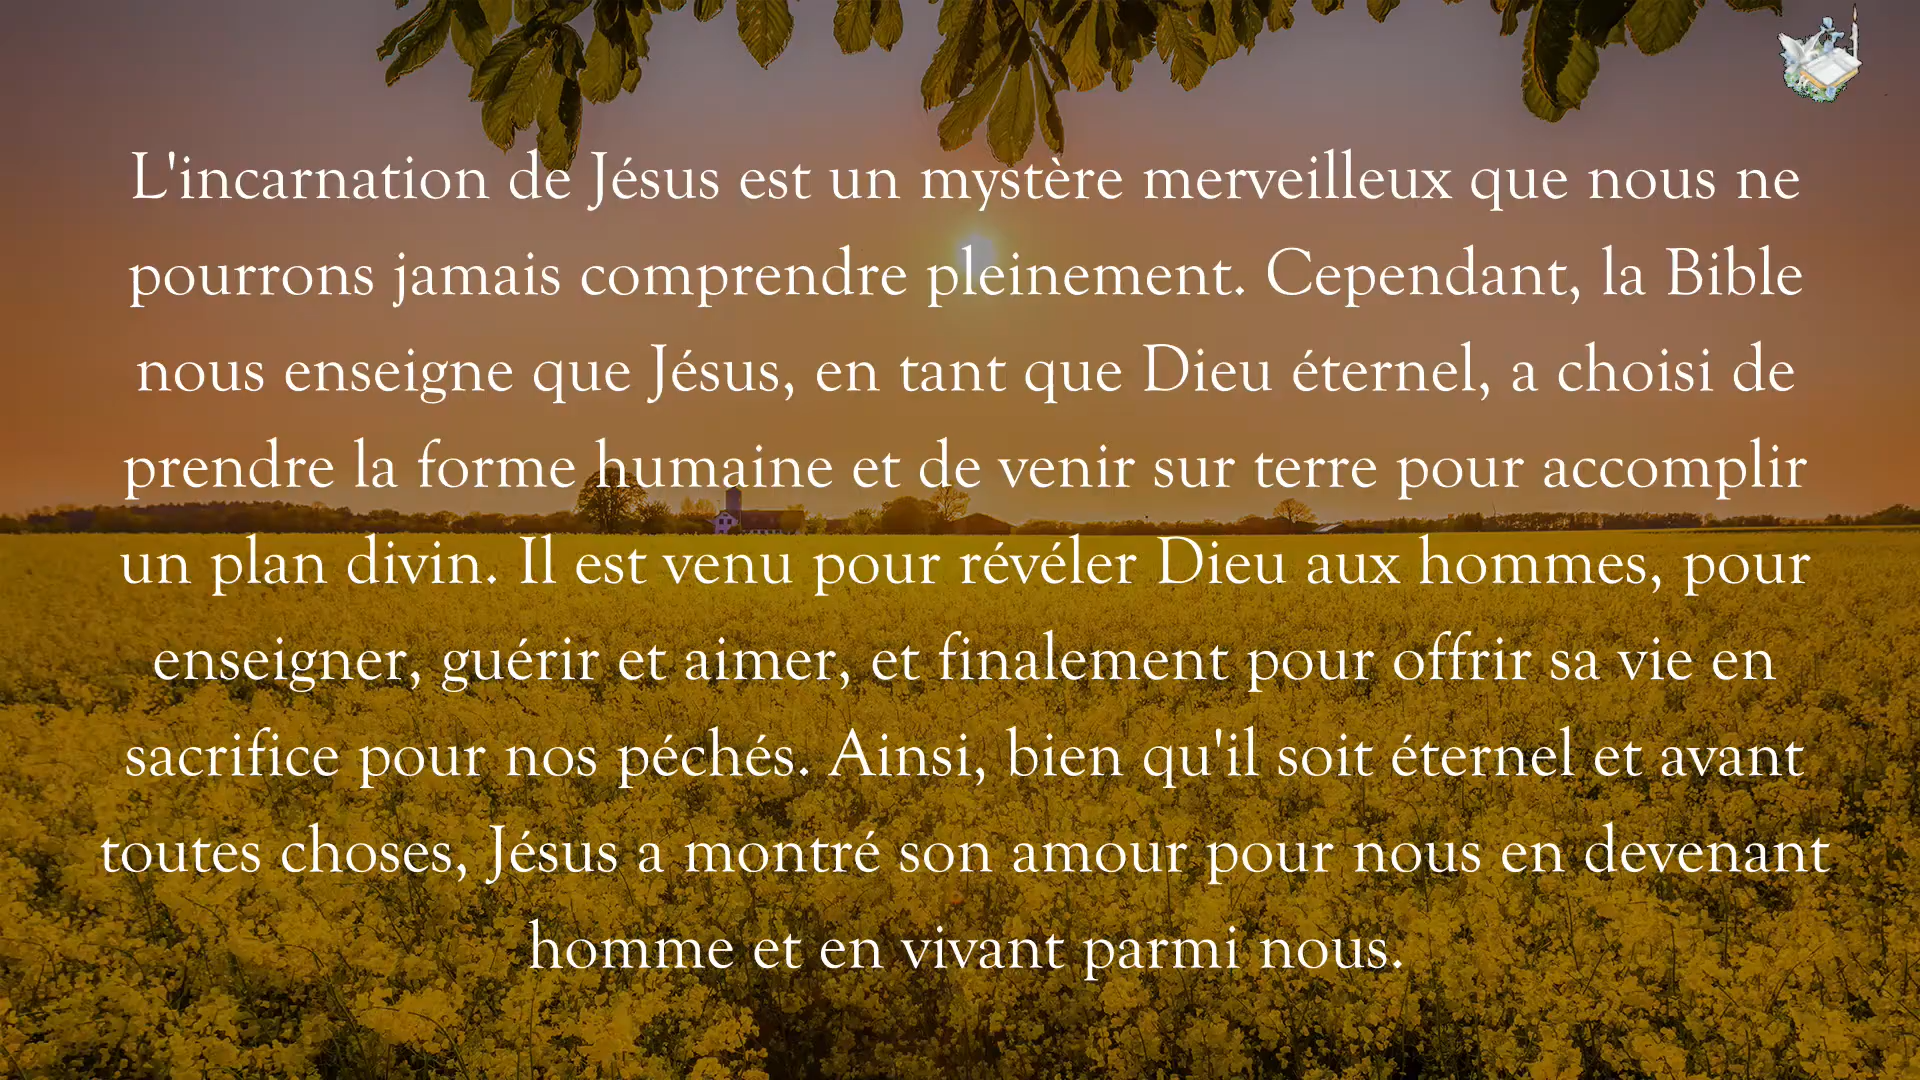 L'incarnation de Jésus est un mystère merveilleux que nous ne
pourrons jamais comprendre pleinement. Cependant, la Bible
nous enseigne que Jésus, en tant que Dieu éternel, a choisi de
prendre la forme humaine et de venir sur terre pour accomplir
un plan divin. Il est venu pour révéler Dieu aux hommes, pour
enseigner, guérir et aimer, et finalement pour offrir sa vie en
sacrifice pour nos péchés. Ainsi, bien qu'il soit éternel et avant
toutes choses, Jésus a montré son amour pour nous en devenant
homme et en vivant parmi nous.